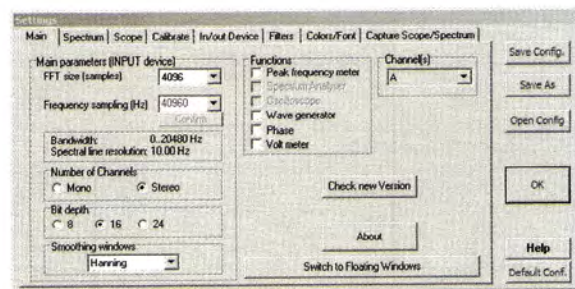 Settings
Main Spectrum Scope Calibrate In/out Device Filters Colors/Font Capture Scope/Spectrum
Main parameters (INPUT device)
FFT size (samples) 4096
Frequency sampling (Hz) 40960
Confirm
Bandwidth: 0..20480 Hz
Spectral line resolution: 10.00 Hz
Number of Channels
Mono Stereo
Bit depth
8 16 24
Smoothing windows
Hanning
Functions
Peak frequency meter
Spectrum Analyser
Oscilloscope
Wave generator
Phase
Volt meter
Channel(s)
A
Check new Version
About
Switch to Floating Windows
Save Config.
Save As
Open Config
OK
Help
Default Conf.